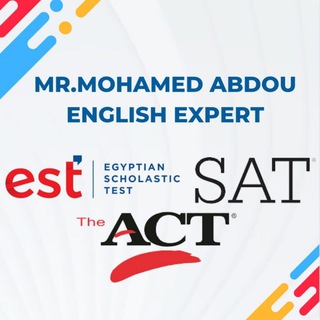 MR.MOHAMED ABDOU
ENGLISH EXPERT
est
EGYPTIAN
SCHOLASTIC
TEST
SAT®
The ACT®